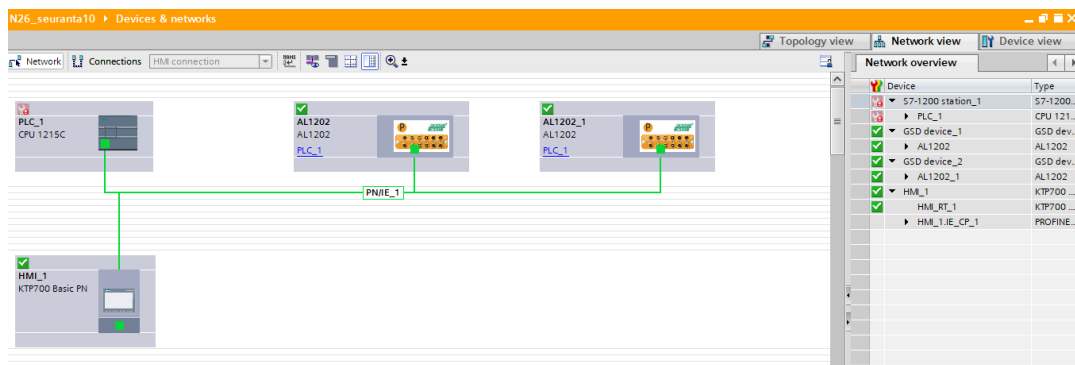 N26_seuranta10 ▸ Devices & networks
Topology view
Network view
Device view
Network
Connections
HMI connection
Network overview
Device
Type
S7-1200 station_1
S7-1200...
PLC_1
CPU 121...
GSD device_1
GSD dev...
AL1202
AL1202
GSD device_2
GSD dev...
AL1202_1
AL1202
HMI_1
KTP700 ...
HMI_RT_1
KTP700 ...
HMI_1.IE_CP_1
PROFINE...
PLC_1
CPU 1215C
AL1202
AL1202
PLC_1
AL1202_1
AL1202
PLC_1
PN/IE_1
HMI_1
KTP700 Basic PN